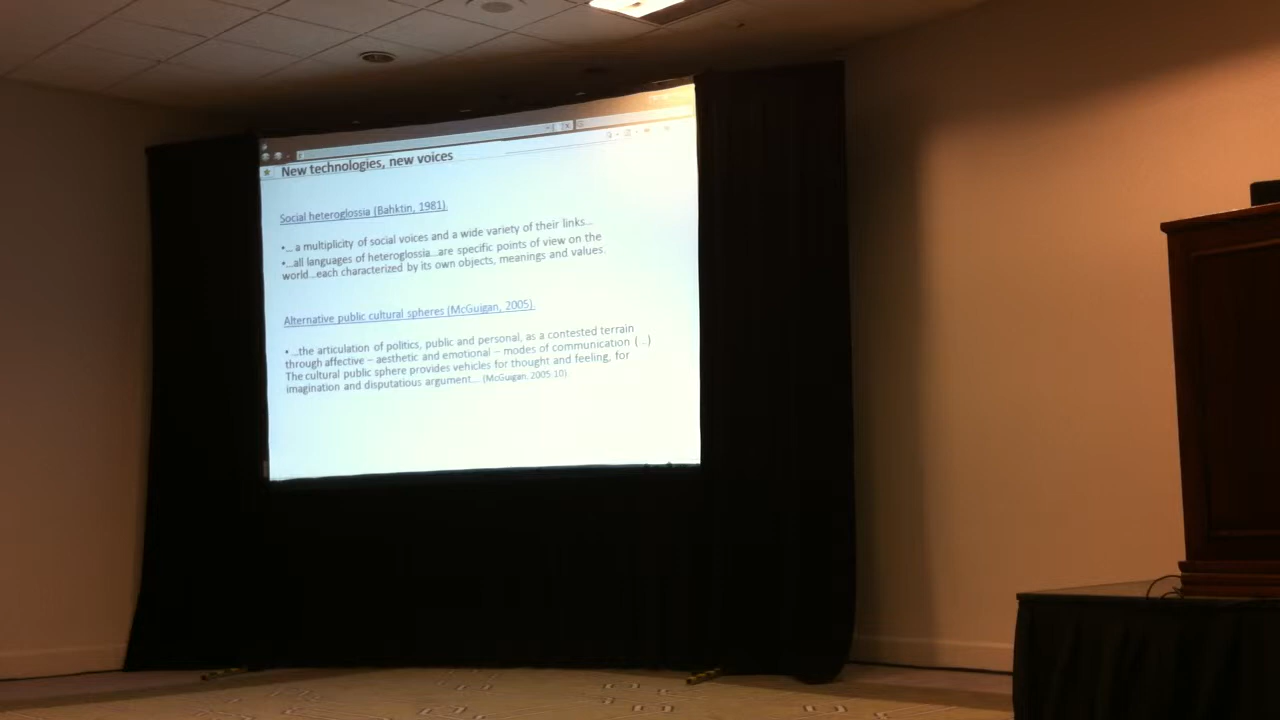 New technologies, new voices
Social heteroglossia (Bahktin, 1981)
•... a multiplicity of social voices and a wide variety of their links...
•...all languages of heteroglossia...are specific points of view on the
world...each characterized by its own objects, meanings and values.
Alternative public cultural spheres (McGuigan, 2005)
•...the articulation of politics, public and personal, as a contested terrain
through affective – aesthetic and emotional – modes of communication (...)
The cultural public sphere provides vehicles for thought and feeling, for
imagination and disputatious argument... (McGuigan, 2005:10)